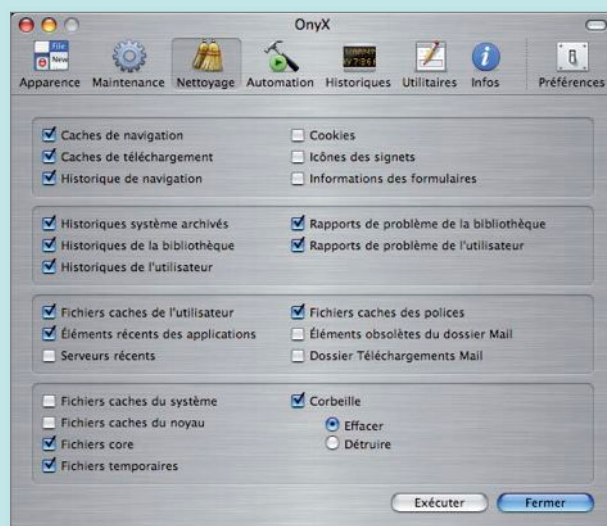 OnyX
File
New
Apparence Maintenance Nettoyage Automation Historiques Utilitaires Infos Préférences
Caches de navigation
Caches de téléchargement
Historique de navigation
Cookies
Icônes des signets
Informations des formulaires
Historiques système archivés
Historiques de la bibliothèque
Historiques de l'utilisateur
Rapports de problème de la bibliothèque
Rapports de problème de l'utilisateur
Fichiers caches de l'utilisateur
Éléments récents des applications
Serveurs récents
Fichiers caches des polices
Éléments obsolètes du dossier Mail
Dossier Téléchargements Mail
Fichiers caches du système
Fichiers caches du noyau
Fichiers core
Fichiers temporaires
Corbeille
Effacer
Détruire
Exécuter Fermer